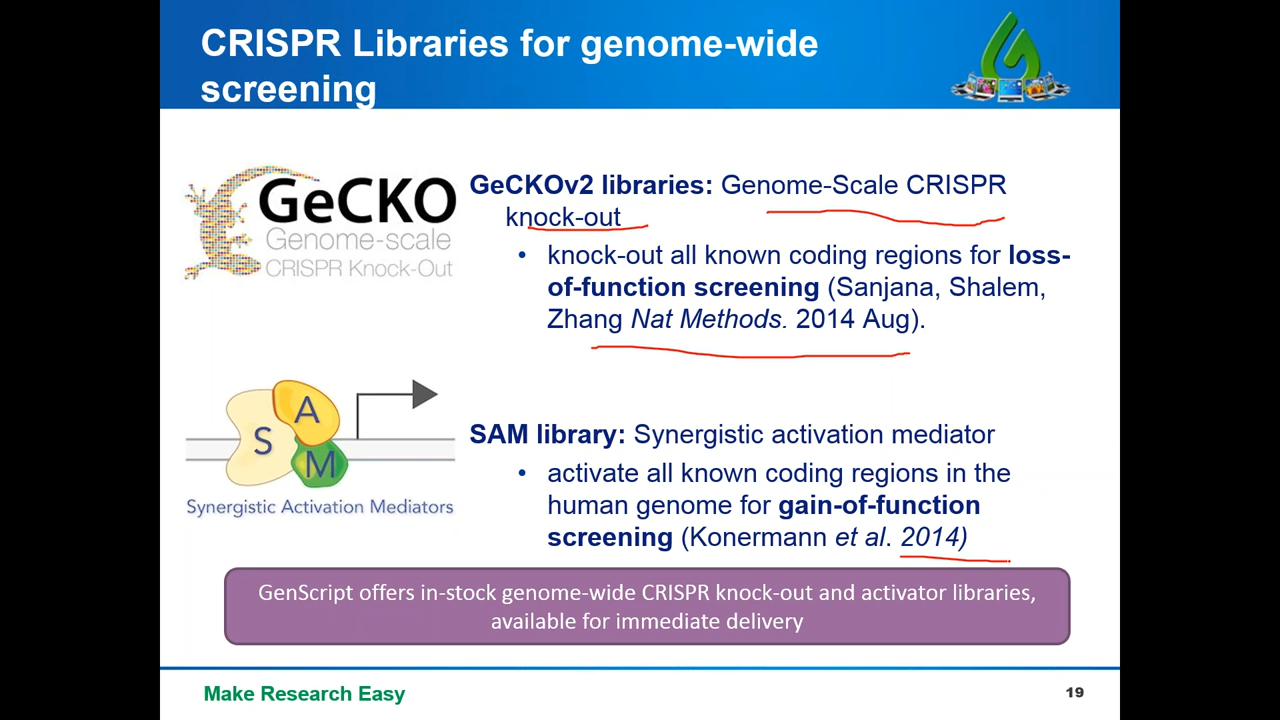 CRISPR Libraries for genome-wide
screening
GeCKO
Genome-scale
CRISPR Knock-Out
GeCKOv2 libraries: Genome-Scale CRISPR
knock-out
• knock-out all known coding regions for loss-
of-function screening (Sanjana, Shalem,
Zhang Nat Methods. 2014 Aug).
S A M
Synergistic Activation Mediators
SAM library: Synergistic activation mediator
• activate all known coding regions in the
human genome for gain-of-function
screening (Konermann et al. 2014)
GenScript offers in-stock genome-wide CRISPR knock-out and activator libraries,
available for immediate delivery
Make Research Easy
19